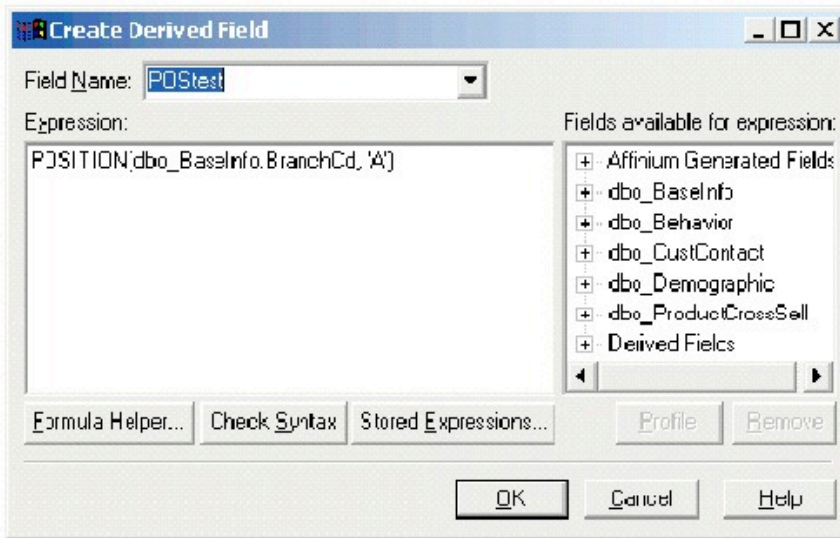 Create Derived Field
Field Name: POStest
Expression:
POSITION(dbo_BaseInfo.BranchCd, 'A')
Fields available for expression:
Affinium Generated Fields
dbo_BaseInfo
dbo_Behavior
dbo_CustContact
dbo_Demographic
dbo_ProductCrossSell
Derived Fields
Formula Helper... Check Syntax Stored Expressions... Profile Remove
OK Cancel Help